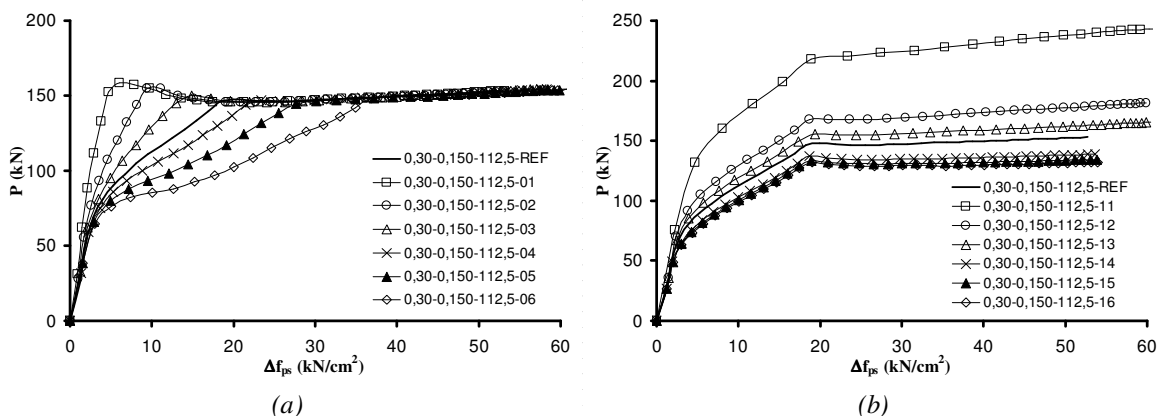 200
150
100
50
0
P (kN)
0 10 20 30 40 50 60
Δfps (kN/cm²)
0,30-0,150-112,5-REF
0,30-0,150-112,5-01
0,30-0,150-112,5-02
0,30-0,150-112,5-03
0,30-0,150-112,5-04
0,30-0,150-112,5-05
0,30-0,150-112,5-06
(a)
250
200
150
100
50
0
P (kN)
0 10 20 30 40 50 60
Δfps (kN/cm²)
0,30-0,150-112,5-REF
0,30-0,150-112,5-11
0,30-0,150-112,5-12
0,30-0,150-112,5-13
0,30-0,150-112,5-14
0,30-0,150-112,5-15
0,30-0,150-112,5-16
(b)